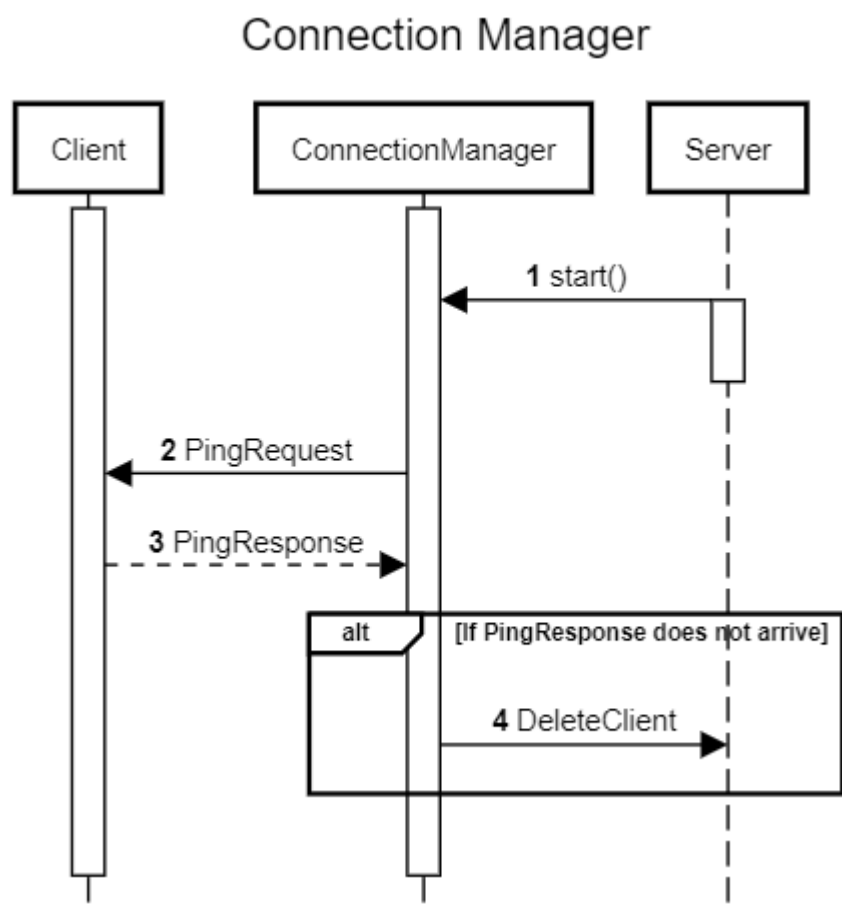 Connection Manager
Client
ConnectionManager
Server
1 start()
2 PingRequest
3 PingResponse
alt
[If PingResponse does not arrive]
4 DeleteClient